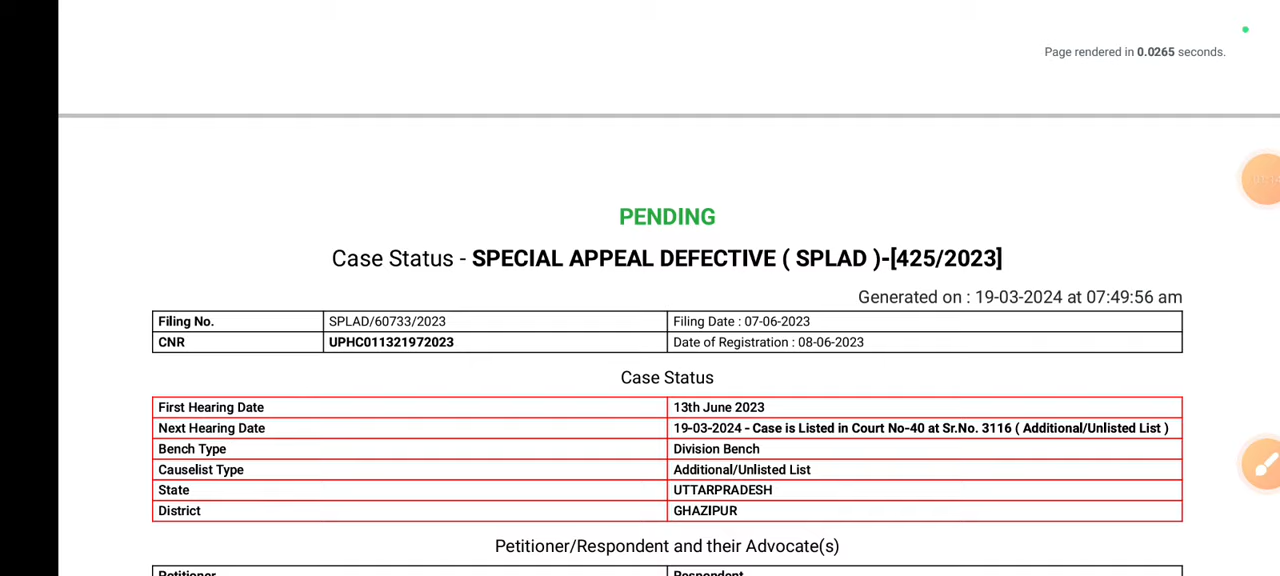 Page rendered in 0.0265 seconds.
PENDING
Case Status - SPECIAL APPEAL DEFECTIVE ( SPLAD )-[425/2023]
Generated on : 19-03-2024 at 07:49:56 am
Filing No. SPLAD/60733/2023 Filing Date : 07-06-2023
CNR UPHC011321972023 Date of Registration : 08-06-2023
Case Status
First Hearing Date 13th June 2023
Next Hearing Date 19-03-2024 - Case is Listed in Court No-40 at Sr.No. 3116 ( Additional/Unlisted List )
Bench Type Division Bench
Causelist Type Additional/Unlisted List
State UTTARPRADESH
District GHAZIPUR
Petitioner/Respondent and their Advocate(s)
Petitioner Respondent